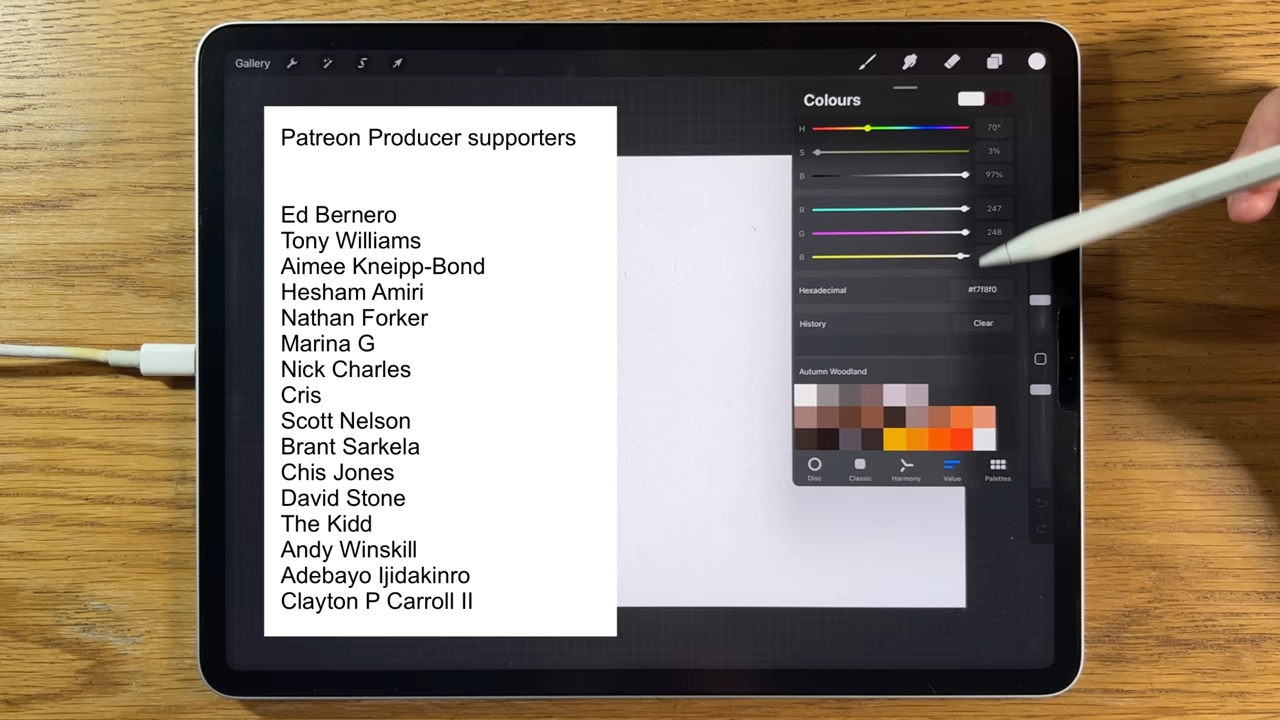 Gallery
Patreon Producer supporters
Ed Bernero
Tony Williams
Aimee Kneipp-Bond
Hesham Amiri
Nathan Forker
Marina G
Nick Charles
Cris
Scott Nelson
Brant Sarkela
Chis Jones
David Stone
The Kidd
Andy Winskill
Adebayo Ijidakinro
Clayton P Carroll II
Colours
H 70°
S 3%
B 97%
R 247
G 248
B
Hexadecimal #f7f8f0
History Clear
Autumn Woodland
Disc Classic Harmony Value Palettes